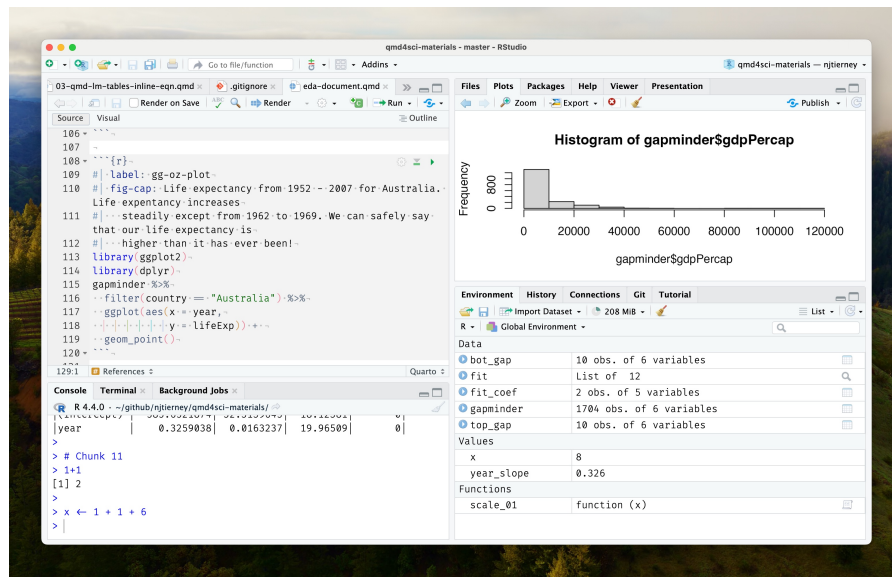 qmd4sci-materials - master - RStudio
Go to file/function
Addins
qmd4sci-materials — njtierney
03-qmd-lm-tables-inline-eqn.qmd
.gitignore
eda-document.qmd
Render on Save
Render
Run
Source
Visual
Outline
106 ```
107
108 ```{r}
109 #| label: gg-oz-plot
110 #| fig-cap: Life expectancy from 1952 - 2007 for Australia.
Life expentancy increases
111 #|   steadily except from 1962 to 1969. We can safely say
that our life expectancy is
112 #|   higher than it has ever been!
113 library(ggplot2)
114 library(dplyr)
115 gapminder %>%
116   filter(country == "Australia") %>%
117   ggplot(aes(x = year,
118              y = lifeExp)) +
119   geom_point()
120 ```
129:1
References
Quarto
Console
Terminal
Background Jobs
R 4.4.0 · ~/github/njtierney/qmd4sci-materials/
|year | 0.3259038| 0.0163237| 19.96509| 0|
>
> # Chunk 11
> 1+1
[1] 2
>
> x ← 1 + 1 + 6
>
Files
Plots
Packages
Help
Viewer
Presentation
Zoom
Export
Publish
Histogram of gapminder$gdpPercap
Frequency
800
0
0 20000 40000 60000 80000 100000 120000
gapminder$gdpPercap
Environment
History
Connections
Git
Tutorial
Import Dataset
208 MiB
List
R
Global Environment
Data
bot_gap 10 obs. of 6 variables
fit List of 12
fit_coef 2 obs. of 5 variables
gapminder 1704 obs. of 6 variables
top_gap 10 obs. of 6 variables
Values
x 8
year_slope 0.326
Functions
scale_01 function (x)